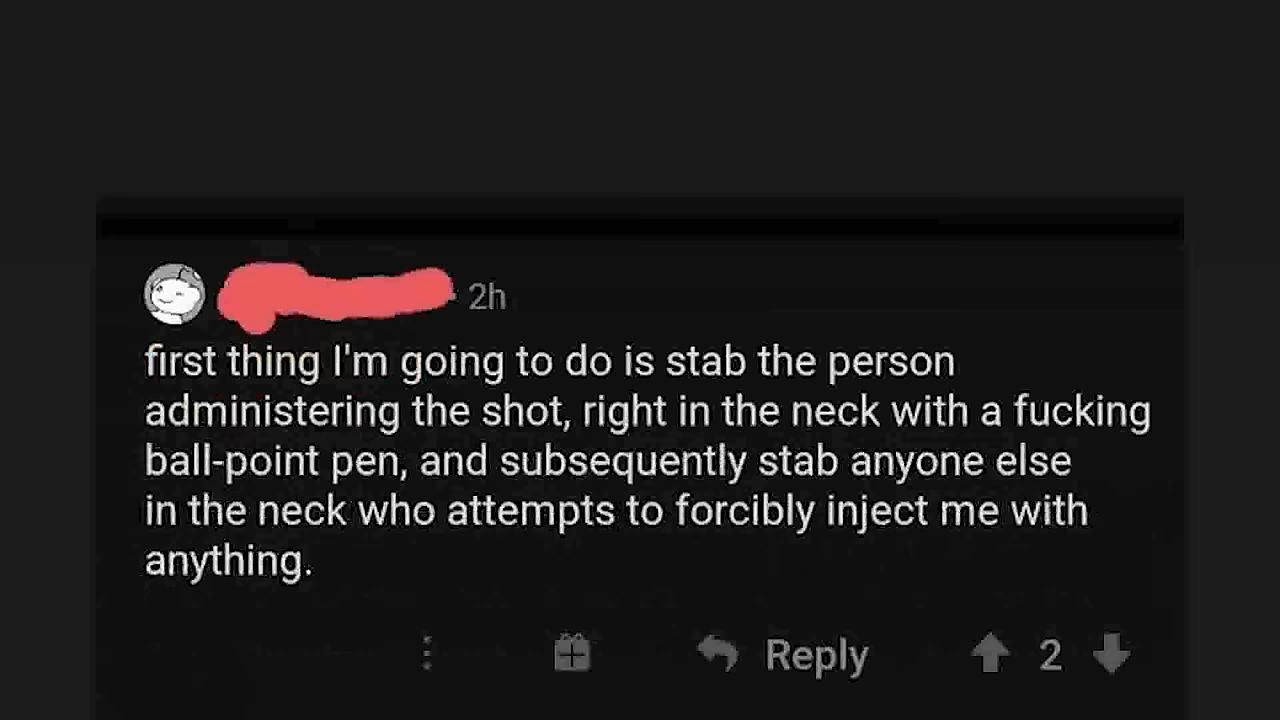 2h
first thing I'm going to do is stab the person
administering the shot, right in the neck with a fucking
ball-point pen, and subsequently stab anyone else
in the neck who attempts to forcibly inject me with
anything.
Reply 2